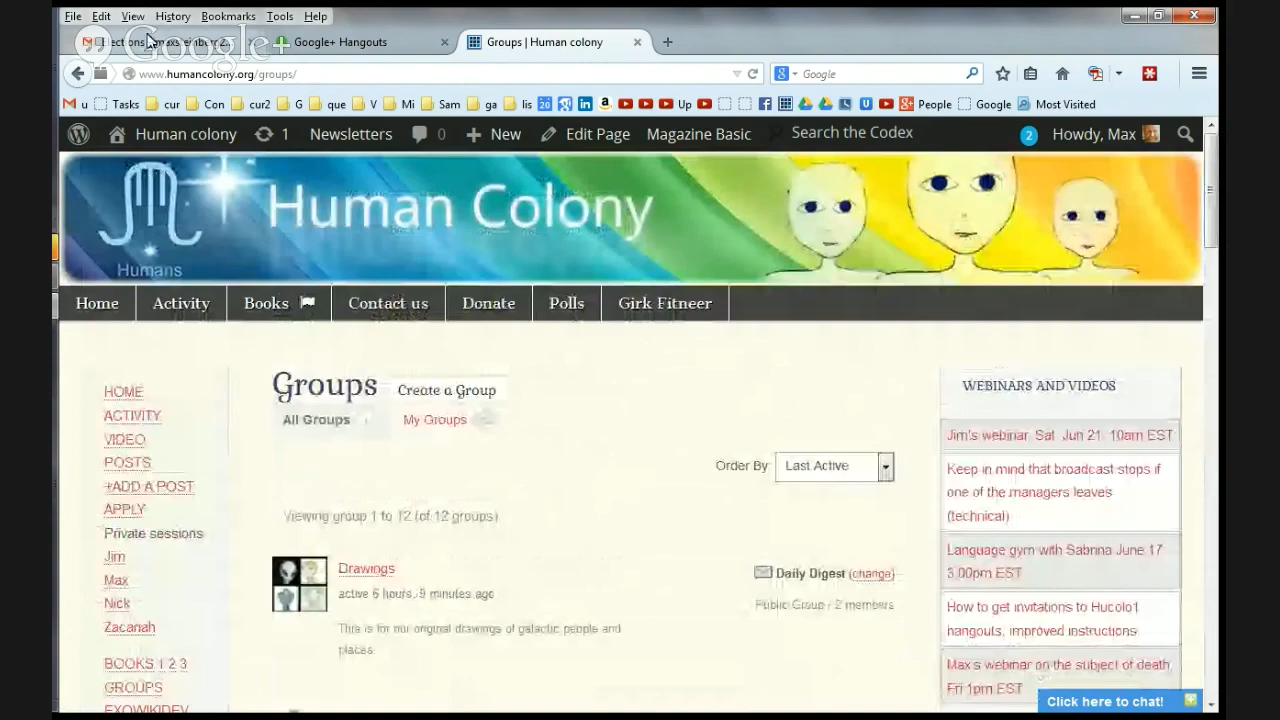 File Edit View History Bookmarks Tools Help
Google+
Google+ Hangouts
Groups | Human colony
www.humancolony.org/groups/
Google
u Tasks cur Con cur2 G que V Mi Sam ga lis 20 Up People Google Most Visited
Human colony 1 Newsletters 0 New Edit Page Magazine Basic Search the Codex 2 Howdy, Max
Human Colony
Humans
Home Activity Books Contact us Donate Polls Girk Fitneer
HOME
ACTIVITY
VIDEO
POSTS
+ADD A POST
APPLY
Private sessions
Jim
Max
Nick
Zacanah
BOOKS 1 2 3
GROUPS
EXOWIKIDEV
Groups Create a Group
All Groups My Groups
Order By: Last Active
Viewing group 1 to 12 (of 12 groups)
Drawings
active 6 hours, 9 minutes ago
This is for our original drawings of galactic people and
places.
Daily Digest (change)
Public Group / 2 members
WEBINARS AND VIDEOS
Jim's webinar, Sat. Jun 21, 10am EST
Keep in mind that broadcast stops if
one of the managers leaves
(technical)
Language gym with Sabrina June 17
3:00pm EST
How to get invitations to Hucolo1
hangouts, improved instructions
Max's webinar on the subject of death,
Fri 1pm EST
Click here to chat!